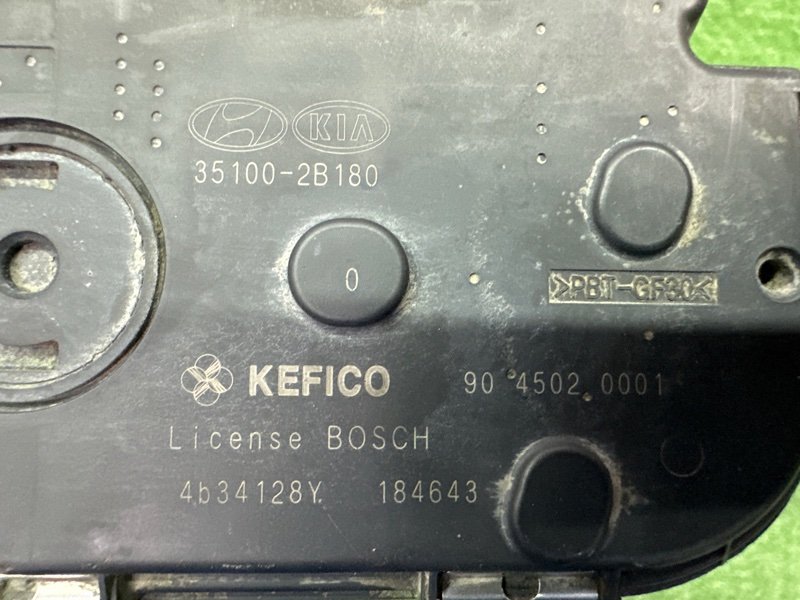 KIA
35100-2B180
0
>PBT-GF30<
KEFICO 90 4502 0001
License BOSCH
4b34128Y 184643